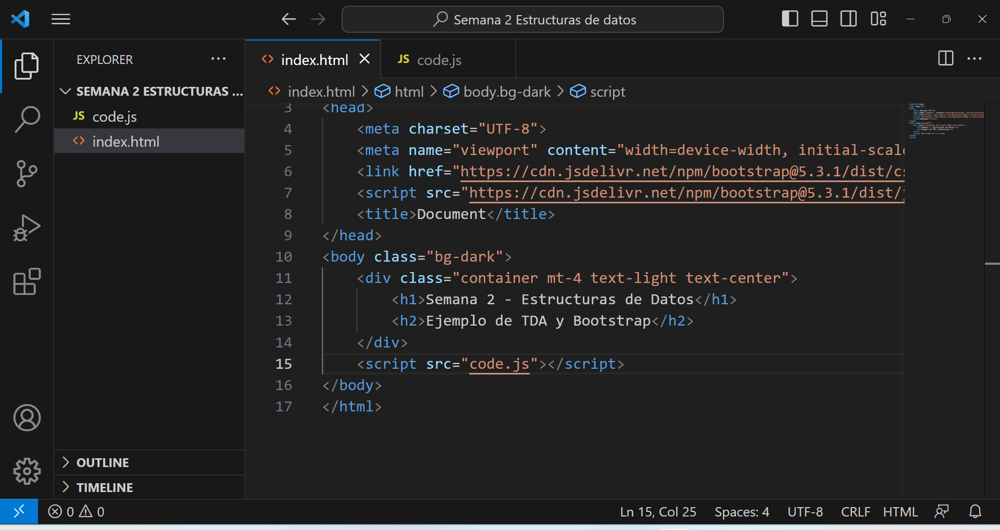 Semana 2 Estructuras de datos
EXPLORER
SEMANA 2 ESTRUCTURAS ...
JS code.js
<> index.html
OUTLINE
TIMELINE
<> index.html
JS code.js
<> index.html > html > body.bg-dark > script
3 <head>
4 <meta charset="UTF-8">
5 <meta name="viewport" content="width=device-width, initial-scale
6 <link href="https://cdn.jsdelivr.net/npm/bootstrap@5.3.1/dist/cs
7 <script src="https://cdn.jsdelivr.net/npm/bootstrap@5.3.1/dist/j
8 <title>Document</title>
9 </head>
10 <body class="bg-dark">
11 <div class="container mt-4 text-light text-center">
12 <h1>Semana 2 - Estructuras de Datos</h1>
13 <h2>Ejemplo de TDA y Bootstrap</h2>
14 </div>
15 <script src="code.js"></script>
16 </body>
17 </html>
0 0
Ln 15, Col 25 Spaces: 4 UTF-8 CRLF HTML